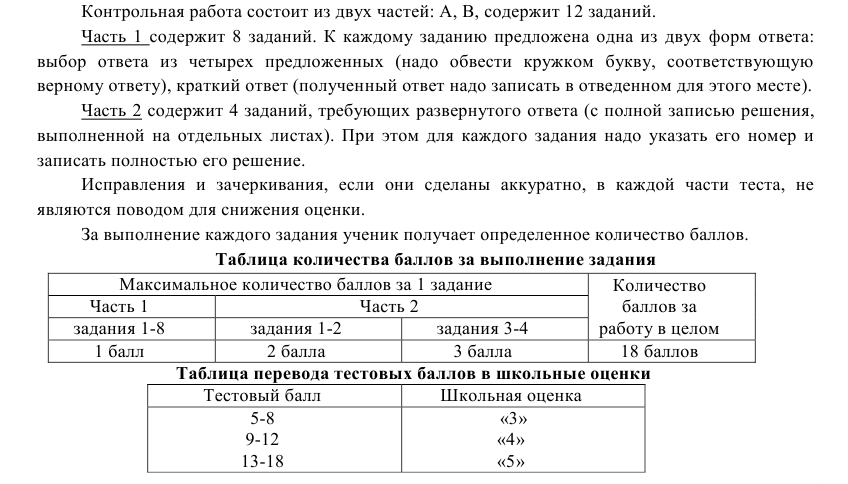 Контрольная работа состоит из двух частей: А, В, содержит 12 заданий.
Часть 1 содержит 8 заданий. К каждому заданию предложена одна из двух форм ответа:
выбор ответа из четырех предложенных (надо обвести кружком букву, соответствующую
верному ответу), краткий ответ (полученный ответ надо записать в отведенном для этого месте).
Часть 2 содержит 4 заданий, требующих развернутого ответа (с полной записью решения,
выполненной на отдельных листах). При этом для каждого задания надо указать его номер и
записать полностью его решение.
Исправления и зачеркивания, если они сделаны аккуратно, в каждой части теста, не
являются поводом для снижения оценки.
За выполнение каждого задания ученик получает определенное количество баллов.
Таблица количества баллов за выполнение задания
Максимальное количество баллов за 1 задание Количество
Часть 1 Часть 2 баллов за
задания 1-8 задания 1-2 задания 3-4 работу в целом
1 балл 2 балла 3 балла 18 баллов
Таблица перевода тестовых баллов в школьные оценки
Тестовый балл Школьная оценка
5-8 «3»
9-12 «4»
13-18 «5»